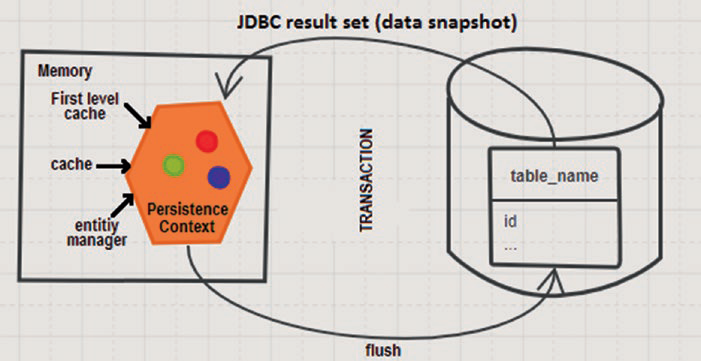 JDBC result set (data snapshot)
Memory
First level
cache
cache
entitiy
manager
Persistence
Context
TRANSACTION
table_name
id
...
flush